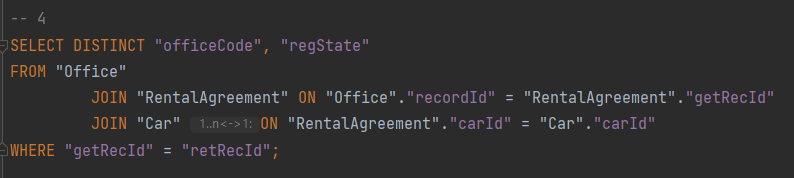 -- 4
SELECT DISTINCT "officeCode", "regState"
FROM "Office"
JOIN "RentalAgreement" ON "Office"."recordId" = "RentalAgreement"."getRecId"
JOIN "Car" 1..n<->1: ON "RentalAgreement"."carId" = "Car"."carId"
WHERE "getRecId" = "retRecId";